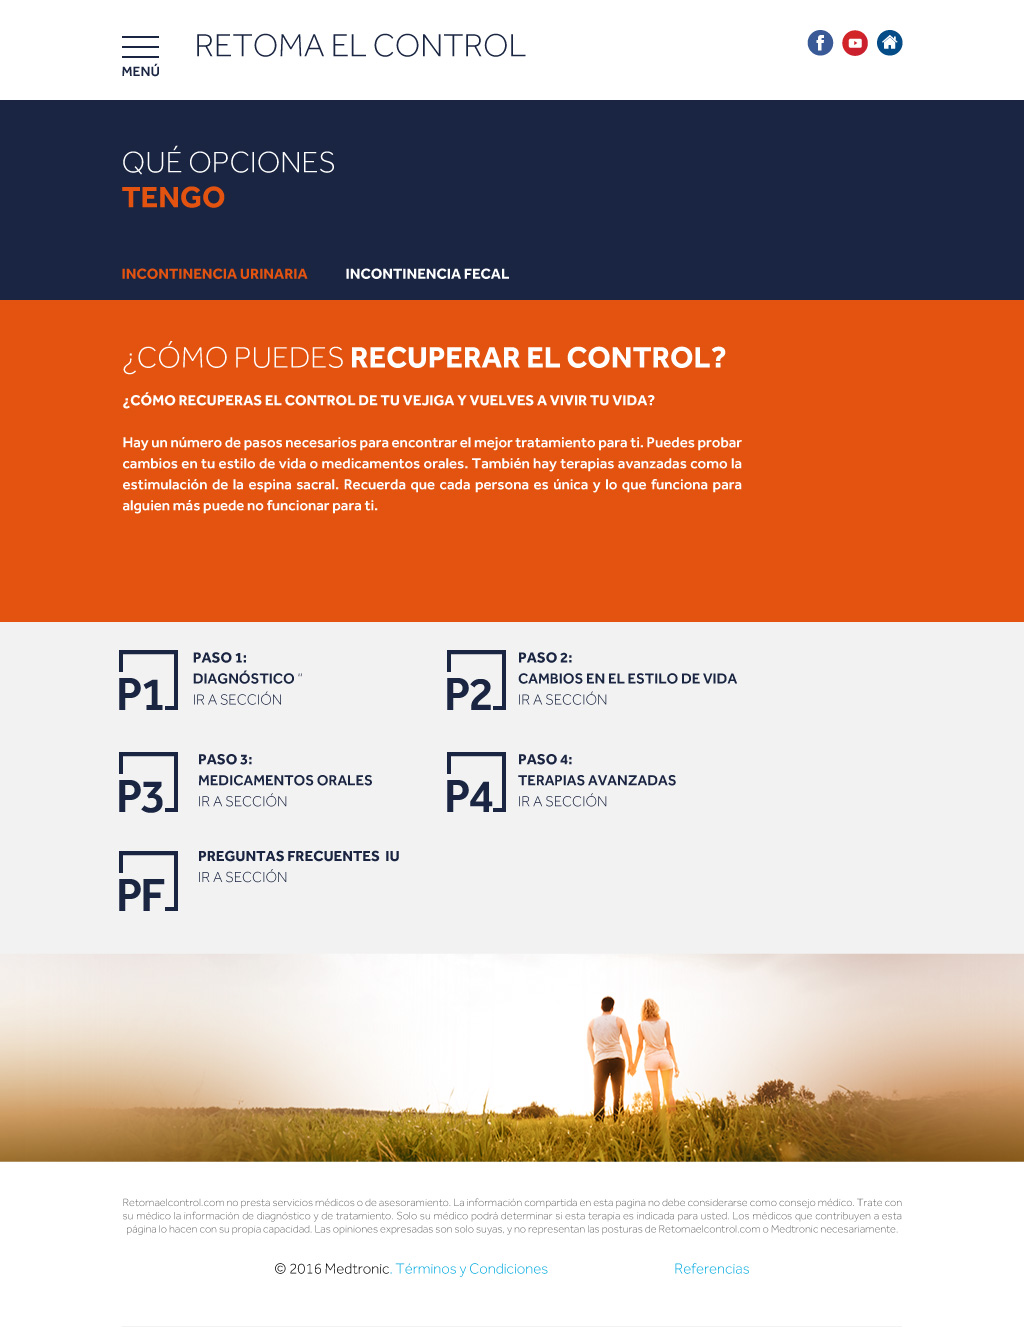 RETOMA EL CONTROL
MENÚ
QUÉ OPCIONES
TENGO
INCONTINENCIA URINARIA INCONTINENCIA FECAL
¿CÓMO PUEDES RECUPERAR EL CONTROL?
¿CÓMO RECUPERAS EL CONTROL DE TU VEJIGA Y VUELVES A VIVIR TU VIDA?
Hay un número de pasos necesarios para encontrar el mejor tratamiento para ti. Puedes probar
cambios en tu estilo de vida o medicamentos orales. También hay terapias avanzadas como la
estimulación de la espina sacral. Recuerda que cada persona es única y lo que funciona para
alguien más puede no funcionar para ti.
P1
PASO 1:
DIAGNÓSTICO "
IR A SECCIÓN
P2
PASO 2:
CAMBIOS EN EL ESTILO DE VIDA
IR A SECCIÓN
P3
PASO 3:
MEDICAMENTOS ORALES
IR A SECCIÓN
P4
PASO 4:
TERAPIAS AVANZADAS
IR A SECCIÓN
PF
PREGUNTAS FRECUENTES IU
IR A SECCIÓN
Retomaelcontrol.com no presta servicios médicos o de asesoramiento. La información compartida en esta pagina no debe considerarse como consejo médico. Trate con
su médico la información de diagnóstico y de tratamiento. Solo su médico podrá determinar si esta terapia es indicada para usted. Los médicos que contribuyen a esta
página lo hacen con su propia capacidad. Las opiniones expresadas son solo suyas, y no representan las posturas de Retomaelcontrol.com o Medtronic necesariamente.
© 2016 Medtronic. Términos y Condiciones Referencias